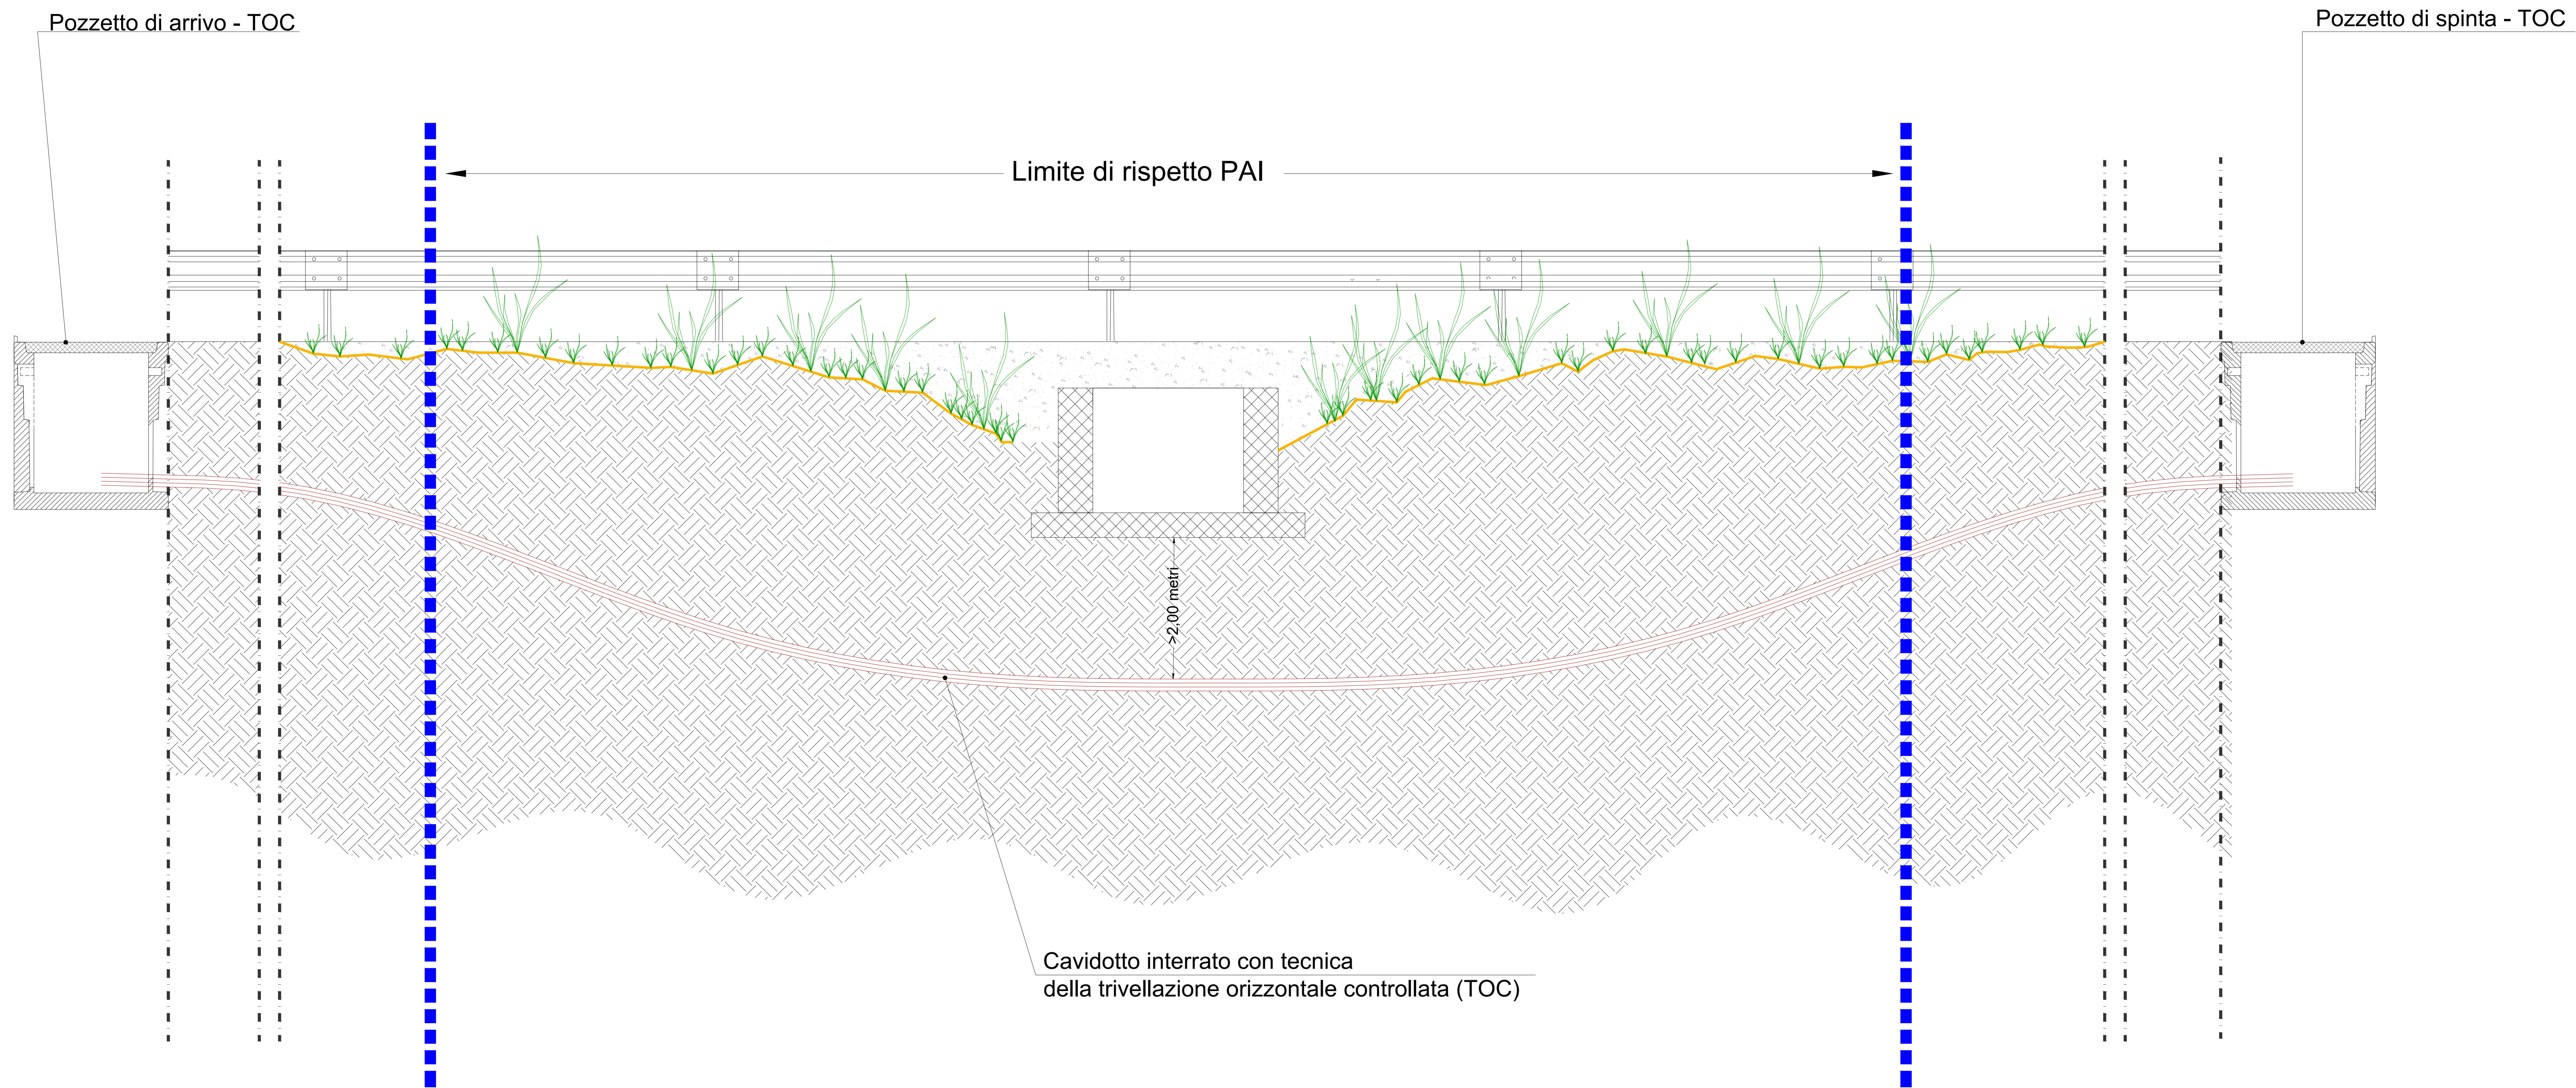 Pozzetto di arrivo - TOC
Pozzetto di spinta - TOC
Limite di rispetto PAI
>2,00 metri
Cavidotto interrato con tecnica
della trivellazione orizzontale controllata (TOC)